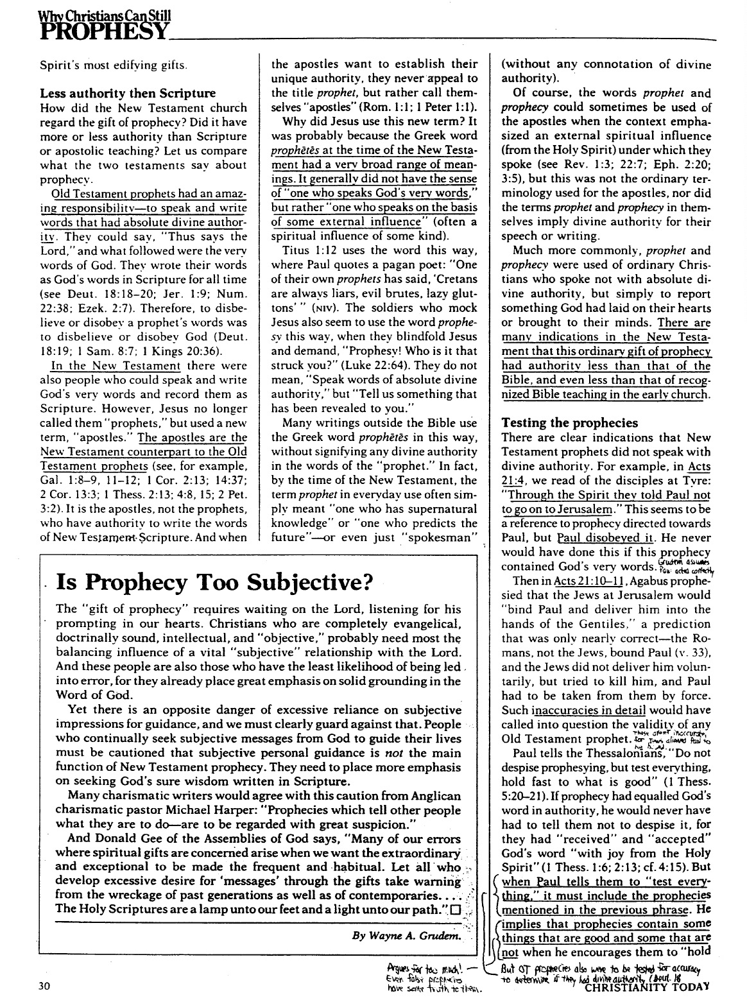 Why Christians Can Still
PROPHESY
Spirit's most edifying gifts.
Less authority then Scripture
How did the New Testament church
regard the gift of prophecy? Did it have
more or less authority than Scripture
or apostolic teaching? Let us compare
what the two testaments say about
prophecy.
Old Testament prophets had an amaz-
ing responsibility—to speak and write
words that had absolute divine author-
ity. They could say, "Thus says the
Lord," and what followed were the very
words of God. They wrote their words
as God's words in Scripture for all time
(see Deut. 18:18–20; Jer. 1:9; Num.
22:38; Ezek. 2:7). Therefore, to disbe-
lieve or disobey a prophet's words was
to disbelieve or disobey God (Deut.
18:19; 1 Sam. 8:7; 1 Kings 20:36).
In the New Testament there were
also people who could speak and write
God's very words and record them as
Scripture. However, Jesus no longer
called them "prophets," but used a new
term, "apostles." The apostles are the
New Testament counterpart to the Old
Testament prophets (see, for example,
Gal. 1:8–9, 11–12; 1 Cor. 2:13; 14:37;
2 Cor. 13:3; 1 Thess. 2:13; 4:8, 15; 2 Pet.
3:2). It is the apostles, not the prophets,
who have authority to write the words
of New Testament Scripture. And when
the apostles want to establish their
unique authority, they never appeal to
the title prophet, but rather call them-
selves "apostles" (Rom. 1:1; 1 Peter 1:1).
Why did Jesus use this new term? It
was probably because the Greek word
prophētēs at the time of the New Testa-
ment had a very broad range of mean-
ings. It generally did not have the sense
of "one who speaks God's very words,"
but rather "one who speaks on the basis
of some external influence" (often a
spiritual influence of some kind).
Titus 1:12 uses the word this way,
where Paul quotes a pagan poet: "One
of their own prophets has said, 'Cretans
are always liars, evil brutes, lazy glut-
tons' " (NIV). The soldiers who mock
Jesus also seem to use the word prophe-
sy this way, when they blindfold Jesus
and demand, "Prophesy! Who is it that
struck you?" (Luke 22:64). They do not
mean, "Speak words of absolute divine
authority," but "Tell us something that
has been revealed to you."
Many writings outside the Bible use
the Greek word prophētēs in this way,
without signifying any divine authority
in the words of the "prophet." In fact,
by the time of the New Testament, the
term prophet in everyday use often sim-
ply meant "one who has supernatural
knowledge" or "one who predicts the
future"—or even just "spokesman"
(without any connotation of divine
authority).
Of course, the words prophet and
prophecy could sometimes be used of
the apostles when the context empha-
sized an external spiritual influence
(from the Holy Spirit) under which they
spoke (see Rev. 1:3; 22:7; Eph. 2:20;
3:5), but this was not the ordinary ter-
minology used for the apostles, nor did
the terms prophet and prophecy in them-
selves imply divine authority for their
speech or writing.
Much more commonly, prophet and
prophecy were used of ordinary Chris-
tians who spoke not with absolute di-
vine authority, but simply to report
something God had laid on their hearts
or brought to their minds. There are
many indications in the New Testa-
ment that this ordinary gift of prophecy
had authority less than that of the
Bible, and even less than that of recog-
nized Bible teaching in the early church.
Testing the prophecies
There are clear indications that New
Testament prophets did not speak with
divine authority. For example, in Acts
21:4, we read of the disciples at Tyre:
"Through the Spirit they told Paul not
to go on to Jerusalem." This seems to be
a reference to prophecy directed towards
Paul, but Paul disobeyed it. He never
would have done this if this prophecy
contained God's very words.
Grudem assumes
Paul acted correctly
Then in Acts 21:10–11, Agabus prophe-
sied that the Jews at Jerusalem would
"bind Paul and deliver him into the
hands of the Gentiles," a prediction
that was only nearly correct—the Ro-
mans, not the Jews, bound Paul (v. 33),
and the Jews did not deliver him volun-
tarily, but tried to kill him, and Paul
had to be taken from them by force.
Such inaccuracies in detail would have
called into question the validity of any
Old Testament prophet.
These aren't inaccurate,
for Jews allowed Paul to
be
Paul tells the Thessalonians, "Do not
despise prophesying, but test everything,
hold fast to what is good" (1 Thess.
5:20–21). If prophecy had equalled God's
word in authority, he would never have
had to tell them not to despise it, for
they had "received" and "accepted"
God's word "with joy from the Holy
Spirit" (1 Thess. 1:6; 2:13; cf. 4:15). But
when Paul tells them to "test every-
thing," it must include the prophecies
mentioned in the previous phrase. He
implies that prophecies contain some
things that are good and some that are
not when he encourages them to "hold
Is Prophecy Too Subjective?
The "gift of prophecy" requires waiting on the Lord, listening for his
prompting in our hearts. Christians who are completely evangelical,
doctrinally sound, intellectual, and "objective," probably need most the
balancing influence of a vital "subjective" relationship with the Lord.
And these people are also those who have the least likelihood of being led
into error, for they already place great emphasis on solid grounding in the
Word of God.
Yet there is an opposite danger of excessive reliance on subjective
impressions for guidance, and we must clearly guard against that. People
who continually seek subjective messages from God to guide their lives
must be cautioned that subjective personal guidance is not the main
function of New Testament prophecy. They need to place more emphasis
on seeking God's sure wisdom written in Scripture.
Many charismatic writers would agree with this caution from Anglican
charismatic pastor Michael Harper: "Prophecies which tell other people
what they are to do—are to be regarded with great suspicion."
And Donald Gee of the Assemblies of God says, "Many of our errors
where spiritual gifts are concerned arise when we want the extraordinary
and exceptional to be made the frequent and habitual. Let all who
develop excessive desire for 'messages' through the gifts take warning
from the wreckage of past generations as well as of contemporaries. . . .
The Holy Scriptures are a lamp unto our feet and a light unto our path." □
By Wayne A. Grudem.
Argues for too much!
Even false prophecies
have some truth to them.
But OT prophecies also were to be tested for accuracy
to determine if they had divine authority (Deut. 18
30
CHRISTIANITY TODAY